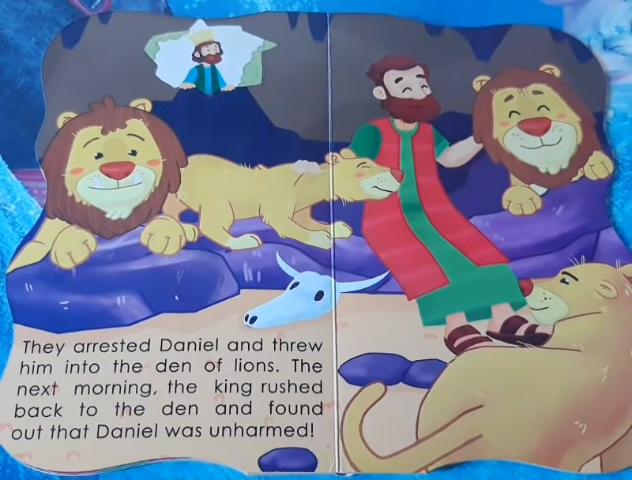 They arrested Daniel and threw
him into the den of lions. The
next morning, the king rushed
back to the den and found
out that Daniel was unharmed!